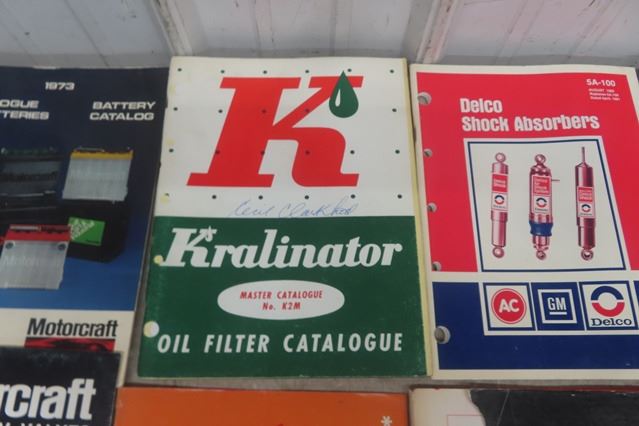 1973
OGUE
TERIES
BATTERY
CATALOG
Motorcraft
rcraft
K
Kralinator
MASTER CATALOGUE
No. K2M
OIL FILTER CATALOGUE
SA-100
Delco
Shock Absorbers
AC
GM
Delco